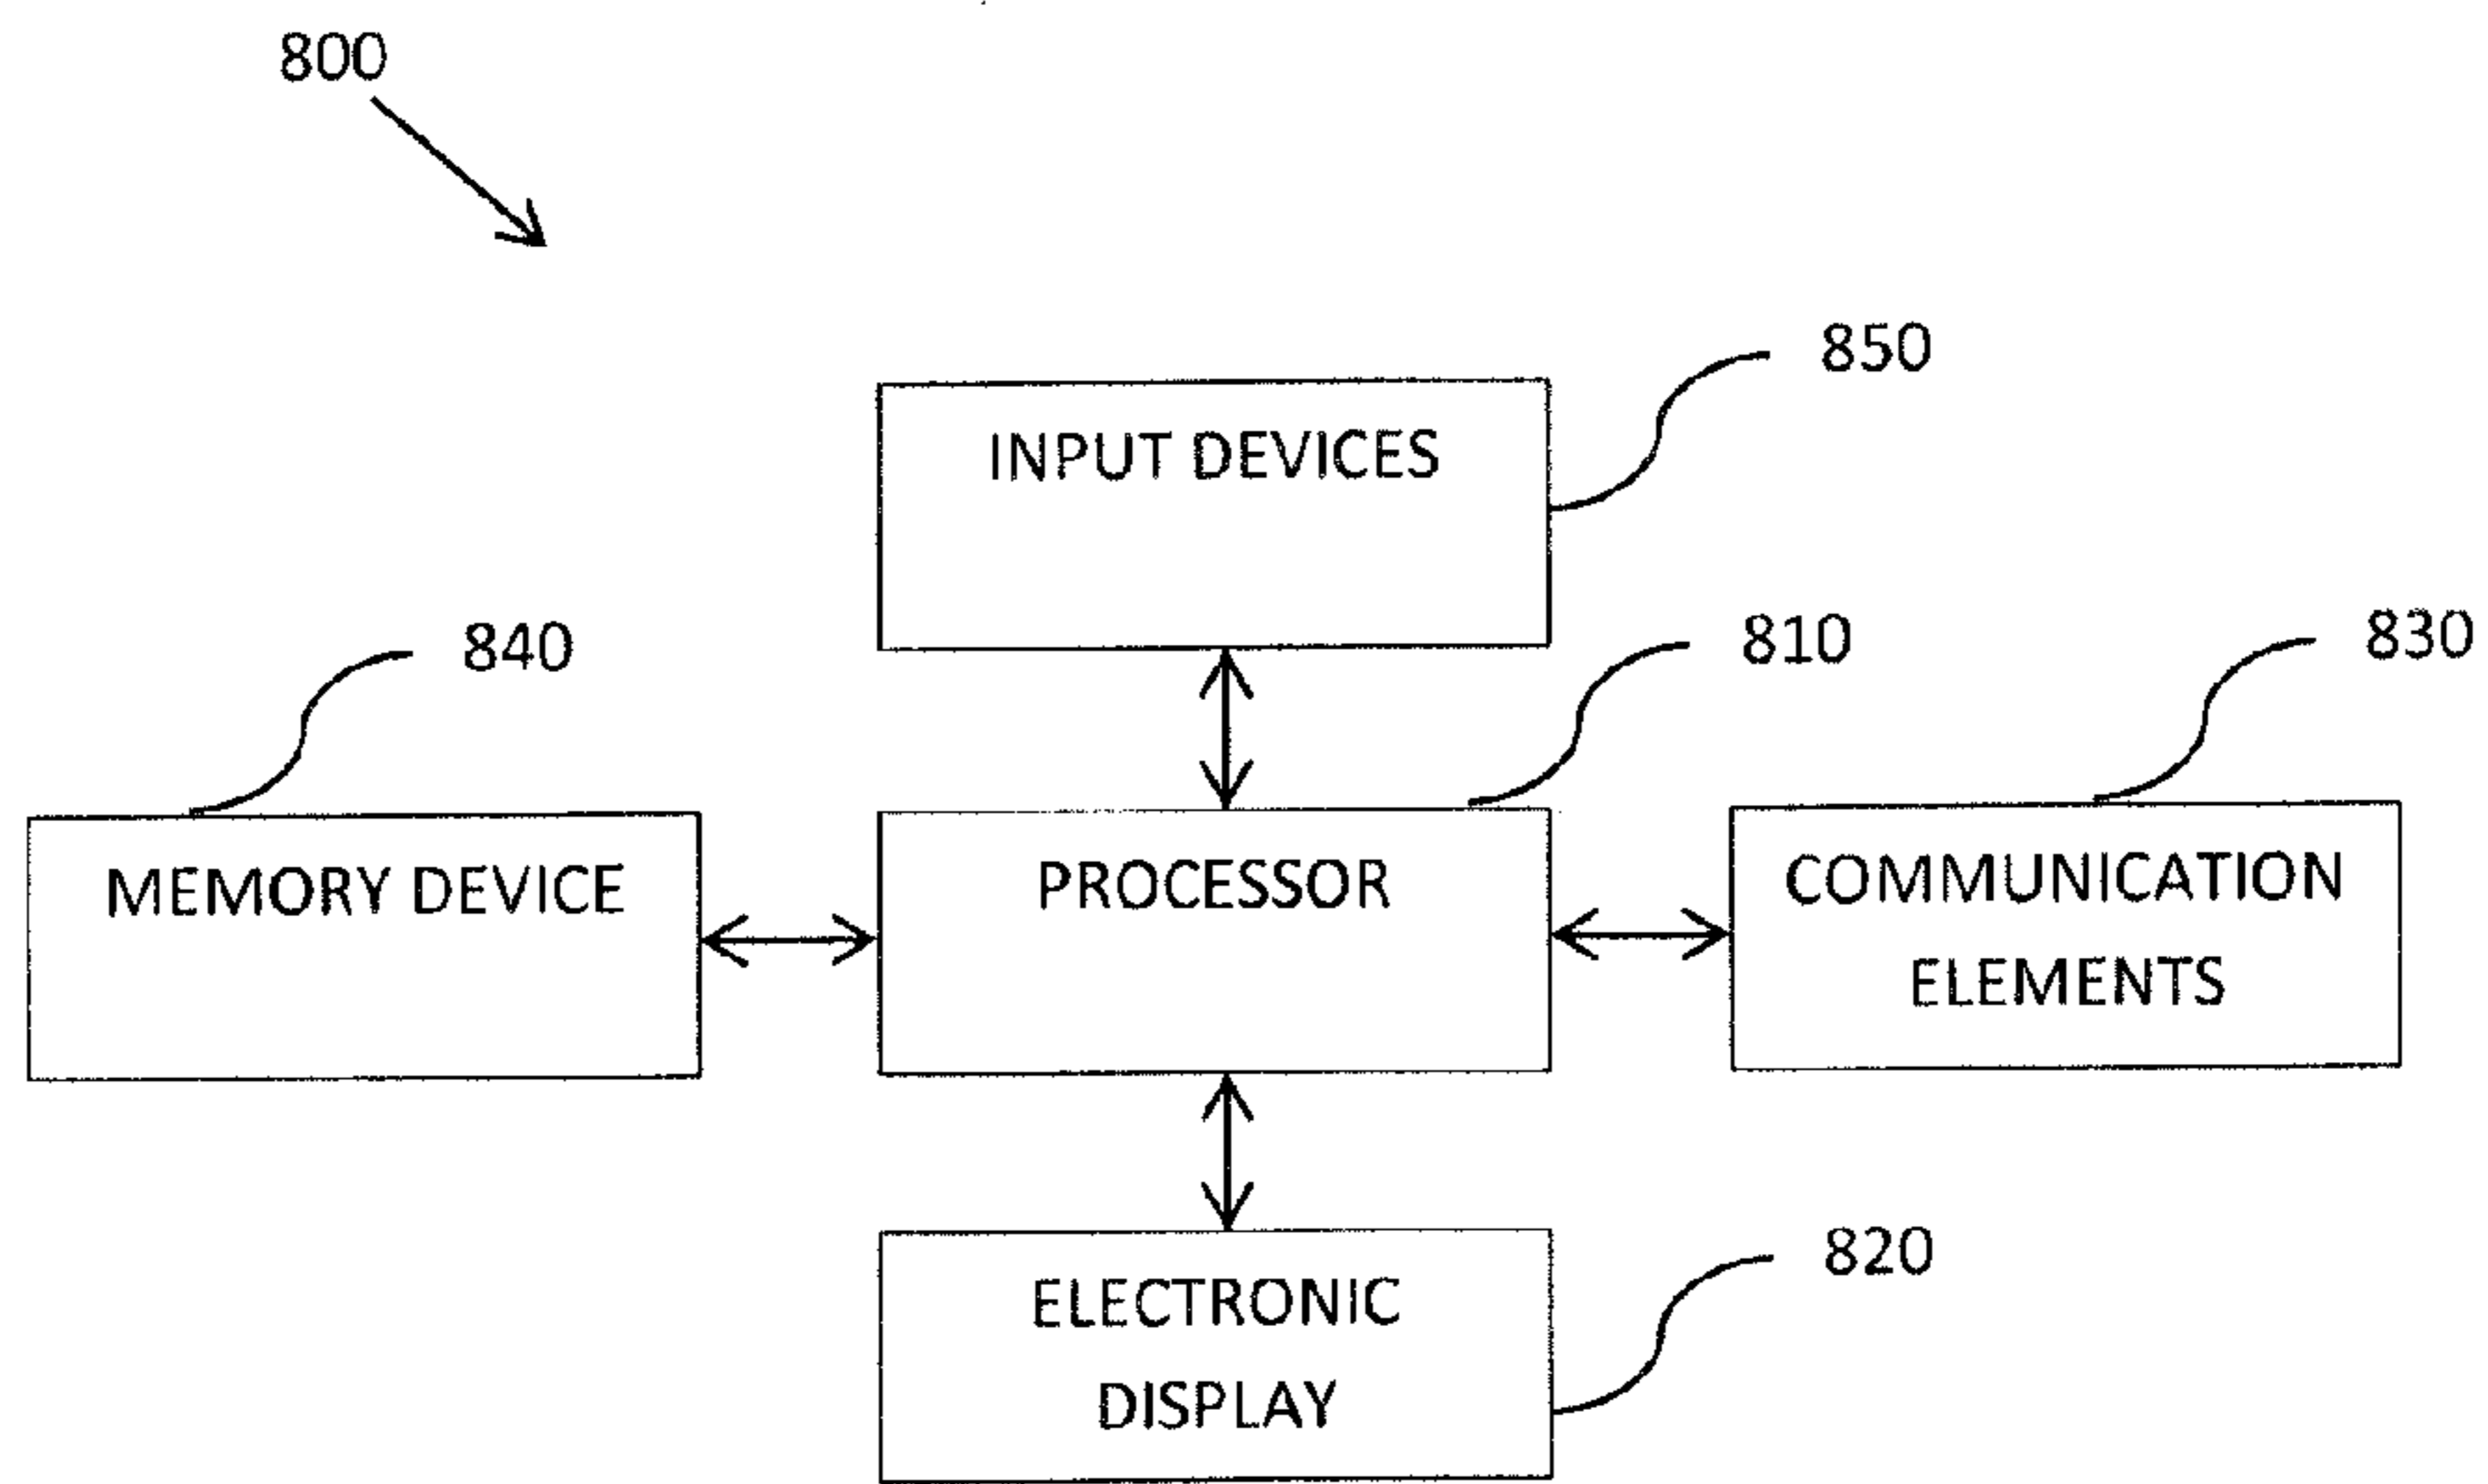 800
850
INPUT DEVICES
840
810
830
MEMORY DEVICE
PROCESSOR
COMMUNICATION
ELEMENTS
820
ELECTRONIC
DISPLAY